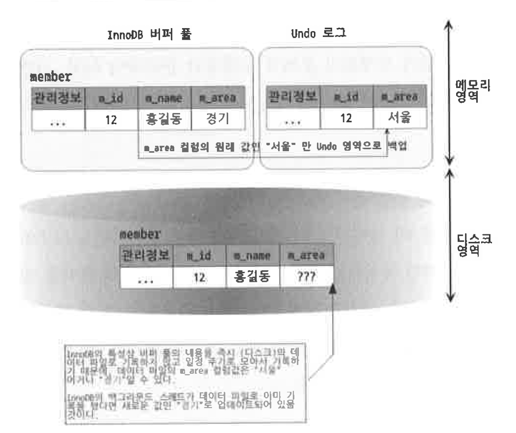 InnoDB 버퍼 풀
Undo 로그
member
관리정보 m_id m_name m_area
... 12 홍길동 경기
관리정보 m_id m_area
... 12 서울
m_area 컬럼의 원래 값인 "서울" 만 Undo 영역으로 백업
메모리
영역
member
관리정보 m_id m_name m_area
... 12 홍길동 ???
디스크
영역
InnoDB의 특성상 버퍼 풀의 내용을 즉시 (디스크)의 데
이터 파일로 기록하지 않고 일정 주기로 모아서 기록하
기 때문에, 데이터 파일의 m_area 컬럼값은 "서울"
이거나 "경기"일 수 있다.
InnoDB의 백그라운드 스레드가 데이터 파일로 이미 기
록을 했다면 새로운 값인 "경기"로 업데이트되어 있을
것이다.